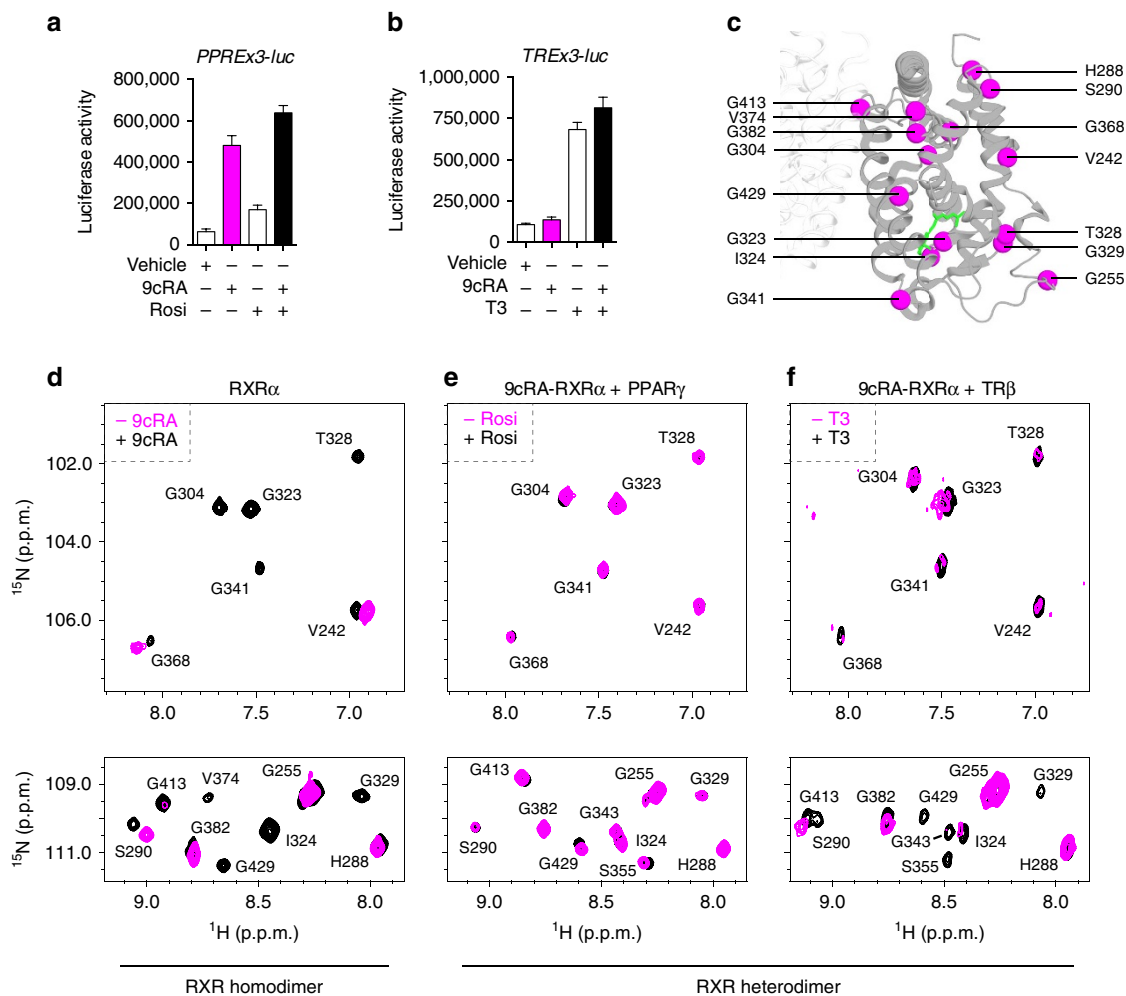 a
PPREx3-luc
800,000
600,000
400,000
200,000
0
Luciferase activity
Vehicle + – – –
9cRA – + – +
Rosi – – + +
b
TREx3-luc
1,000,000
750,000
500,000
250,000
0
Luciferase activity
Vehicle + – – –
9cRA – + – +
T3 – – + +
c
G413
V374
G382
G304
G429
G323
I324
G341
H288
S290
G368
V242
T328
G329
G255
d
RXRα
– 9cRA
+ 9cRA
T328
G304
G323
G341
V242
G368
102.0
104.0
106.0
15N (p.p.m.)
8.0 7.5 7.0
G413
V374
G255
G329
S290
G382
I324
G429
H288
109.0
111.0
15N (p.p.m.)
9.0 8.5 8.0
1H (p.p.m.)
RXR homodimer
e
9cRA-RXRα + PPARγ
– Rosi
+ Rosi
T328
G304
G323
G341
V242
G368
8.0 7.5 7.0
G413
G255
G329
G382
G343
S290
G429
I324
S355
H288
9.0 8.5 8.0
1H (p.p.m.)
f
9cRA-RXRα + TRβ
– T3
+ T3
T328
G304
G323
G341
V242
G368
8.0 7.5 7.0
G255
G413
G382
G429
G329
S290
G343
I324
S355
H288
9.0 8.5 8.0
1H (p.p.m.)
RXR heterodimer